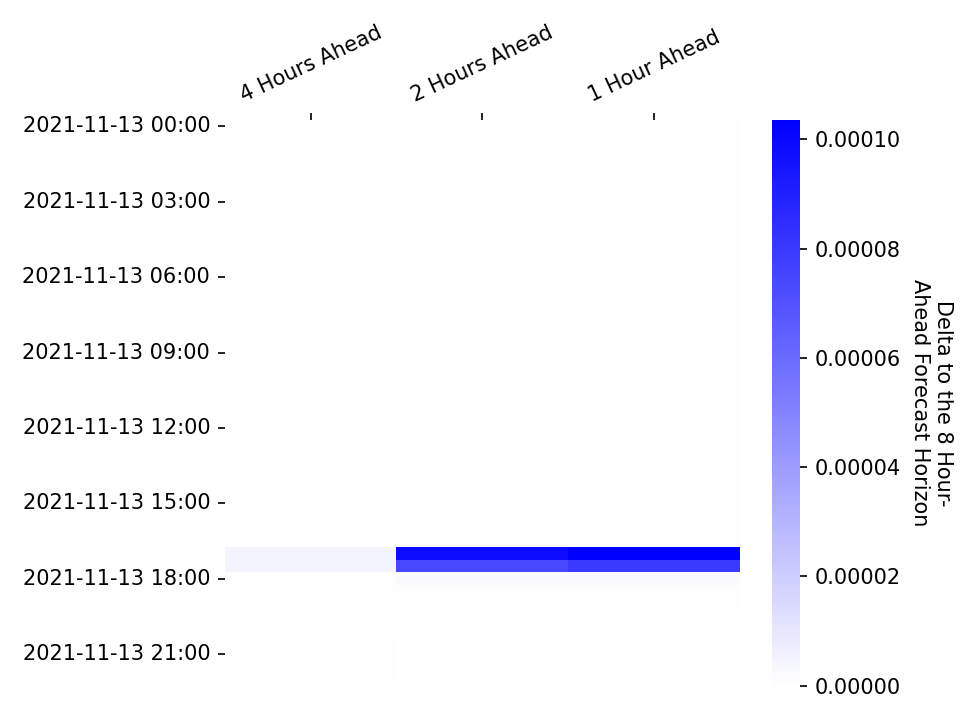 4 Hours Ahead
2 Hours Ahead
1 Hour Ahead
2021-11-13 00:00
2021-11-13 03:00
2021-11-13 06:00
2021-11-13 09:00
2021-11-13 12:00
2021-11-13 15:00
2021-11-13 18:00
2021-11-13 21:00
0.00010
0.00008
0.00006
0.00004
0.00002
0.00000
Delta to the 8 Hour-
Ahead Forecast Horizon